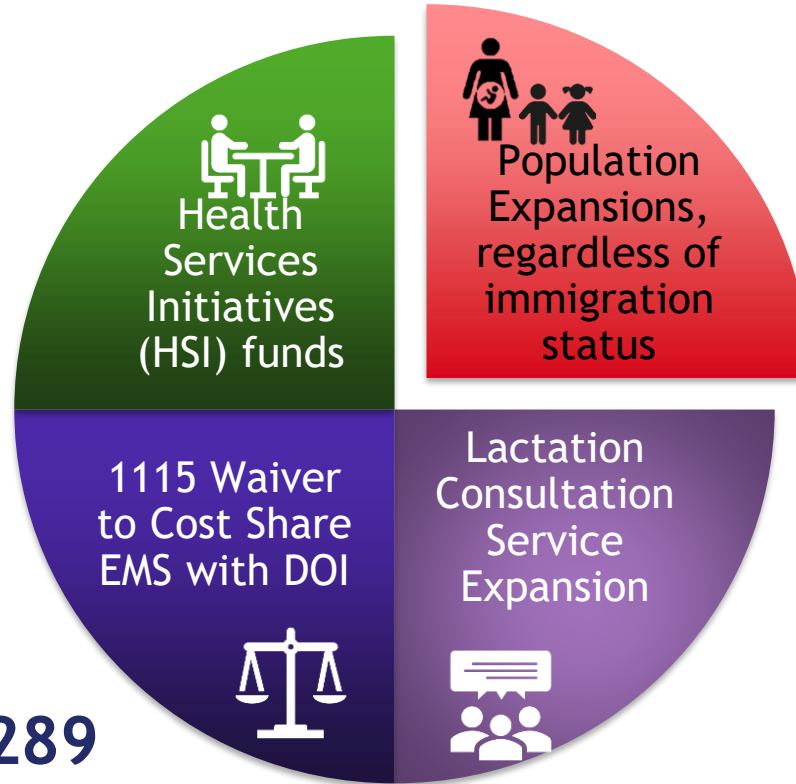 Health
Services
Initiatives
(HSI) funds
Population
Expansions,
regardless of
immigration
status
1115 Waiver
to Cost Share
EMS with DOI
Lactation
Consultation
Service
Expansion
289